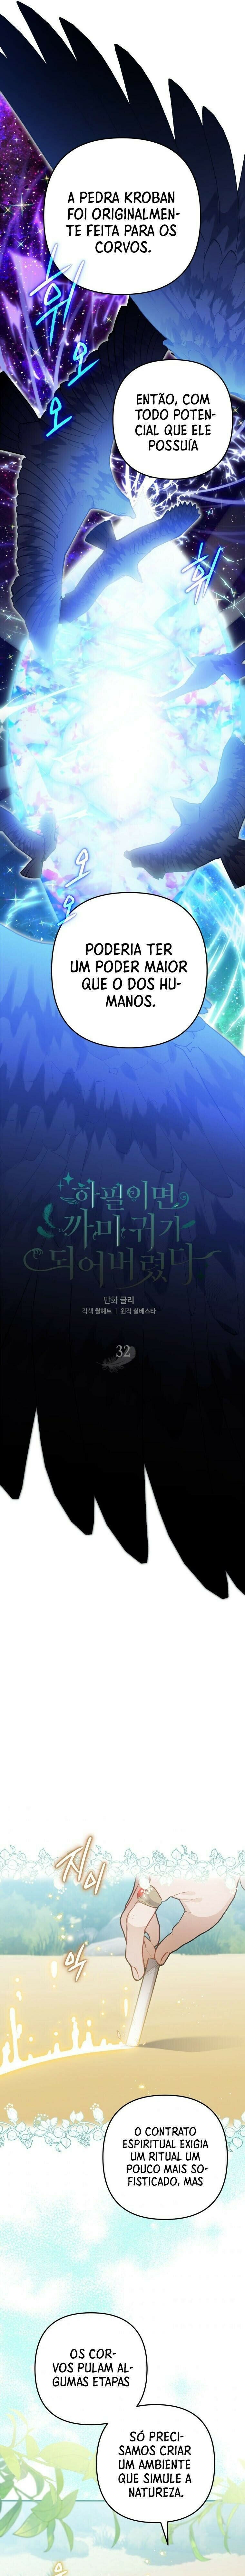 A PEDRA KROBAN
FOI ORIGINALMEN-
TE FEITA PARA OS
CORVOS.
휘
오
오
ENTÃO, COM
TODO POTEN-
CIAL QUE ELE
POSSUÍA
휘
오
오
PODERIA TER
UM PODER MAIOR
QUE O DOS HU-
MANOS.
하필이면
까마귀가
되어버렸다
만화 글리
각색 윌페트 | 원작 실베스타
32
지이
익
O CONTRATO
ESPIRITUAL EXIGIA
UM RITUAL UM
POUCO MAIS SO-
FISTICADO, MAS
OS COR-
VOS PULAM AL-
GUMAS ETAPAS
SÓ PRECI-
SAMOS CRIAR
UM AMBIENTE
QUE SIMULE A
NATUREZA.